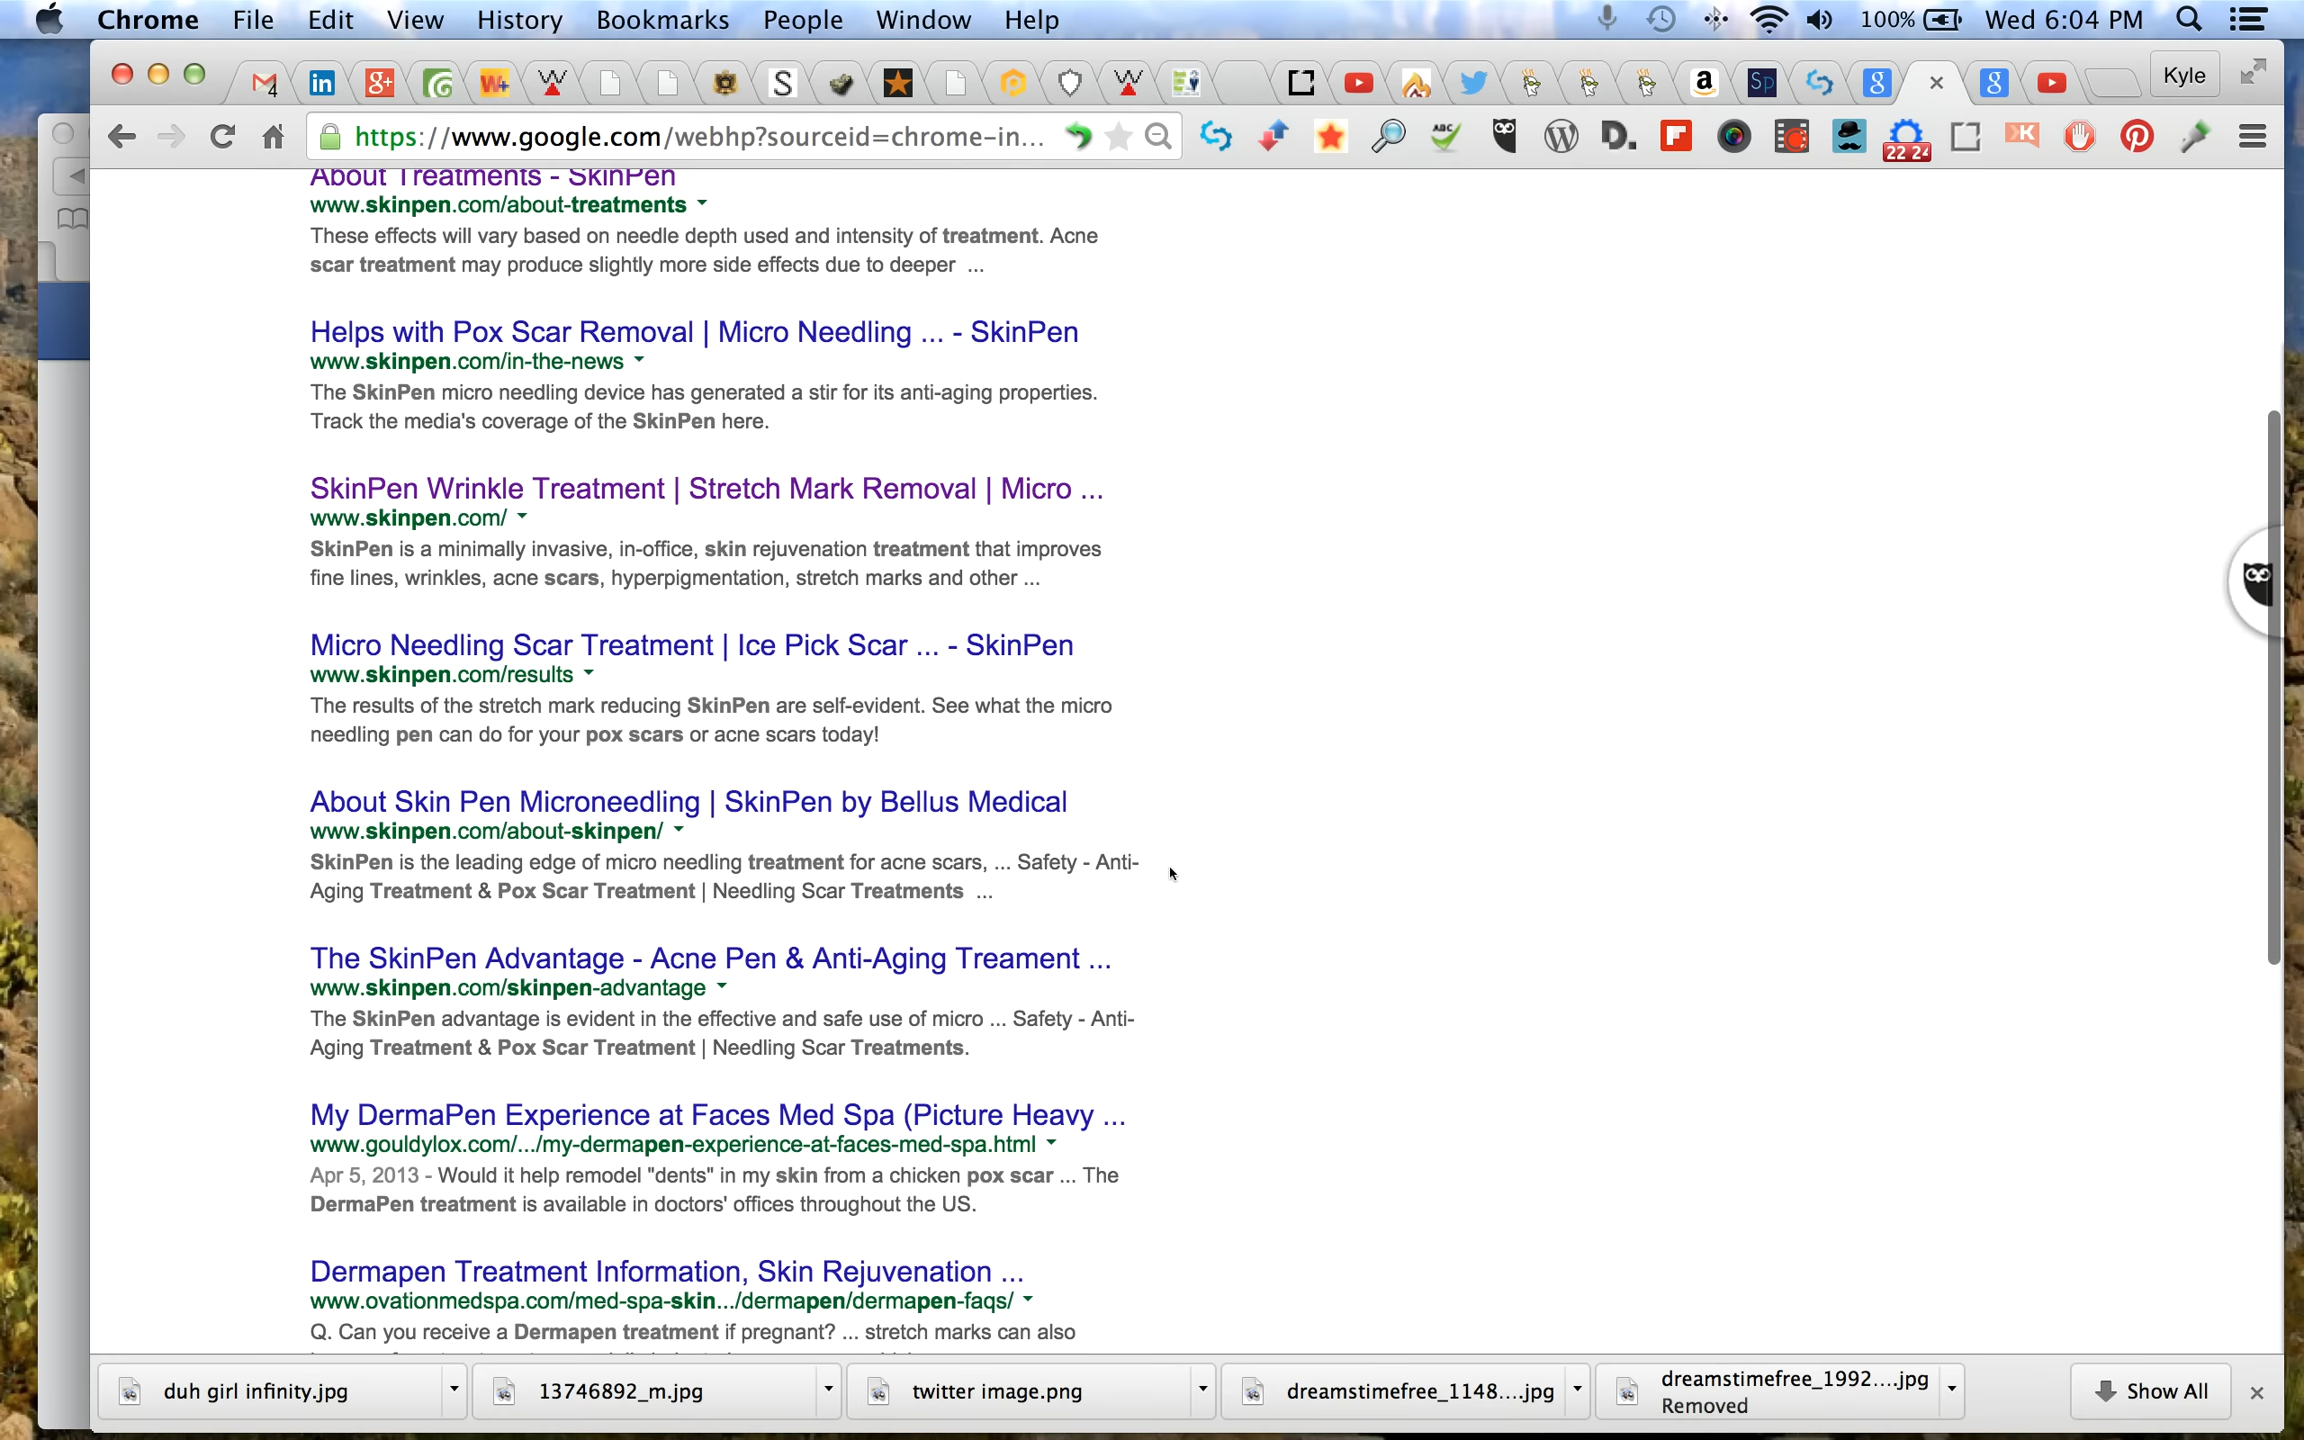 Chrome File Edit View History Bookmarks People Window Help 100% Wed 6:04 PM
Kyle
https://www.google.com/webhp?sourceid=chrome-in...
ABC
22 24
About Treatments - SkinPen
www.skinpen.com/about-treatments
These effects will vary based on needle depth used and intensity of treatment. Acne
scar treatment may produce slightly more side effects due to deeper ...
Helps with Pox Scar Removal | Micro Needling ... - SkinPen
www.skinpen.com/in-the-news
The SkinPen micro needling device has generated a stir for its anti-aging properties.
Track the media's coverage of the SkinPen here.
SkinPen Wrinkle Treatment | Stretch Mark Removal | Micro ...
www.skinpen.com/
SkinPen is a minimally invasive, in-office, skin rejuvenation treatment that improves
fine lines, wrinkles, acne scars, hyperpigmentation, stretch marks and other ...
Micro Needling Scar Treatment | Ice Pick Scar ... - SkinPen
www.skinpen.com/results
The results of the stretch mark reducing SkinPen are self-evident. See what the micro
needling pen can do for your pox scars or acne scars today!
About Skin Pen Microneedling | SkinPen by Bellus Medical
www.skinpen.com/about-skinpen/
SkinPen is the leading edge of micro needling treatment for acne scars, ... Safety - Anti-
Aging Treatment & Pox Scar Treatment | Needling Scar Treatments ...
The SkinPen Advantage - Acne Pen & Anti-Aging Treament ...
www.skinpen.com/skinpen-advantage
The SkinPen advantage is evident in the effective and safe use of micro ... Safety - Anti-
Aging Treatment & Pox Scar Treatment | Needling Scar Treatments.
My DermaPen Experience at Faces Med Spa (Picture Heavy ...
www.gouldylox.com/.../my-dermapen-experience-at-faces-med-spa.html
Apr 5, 2013 - Would it help remodel "dents" in my skin from a chicken pox scar ... The
DermaPen treatment is available in doctors' offices throughout the US.
Dermapen Treatment Information, Skin Rejuvenation ...
www.ovationmedspa.com/med-spa-skin.../dermapen/dermapen-faqs/
Q. Can you receive a Dermapen treatment if pregnant? ... stretch marks can also
duh girl infinity.jpg 13746892_m.jpg twitter image.png dreamstimefree_1148....jpg dreamstimefree_1992....jpg Show All
Removed